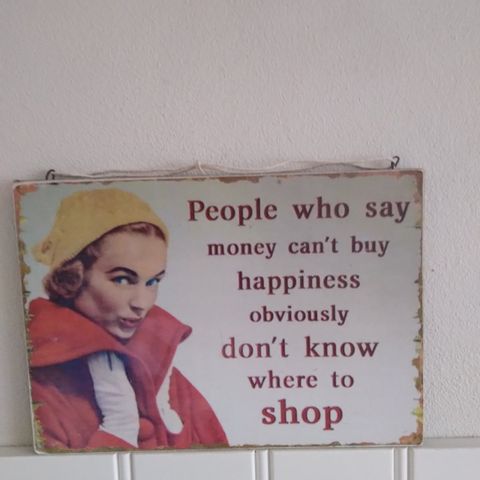 People who say
money can't buy
happiness
obviously
don't know
where to
shop